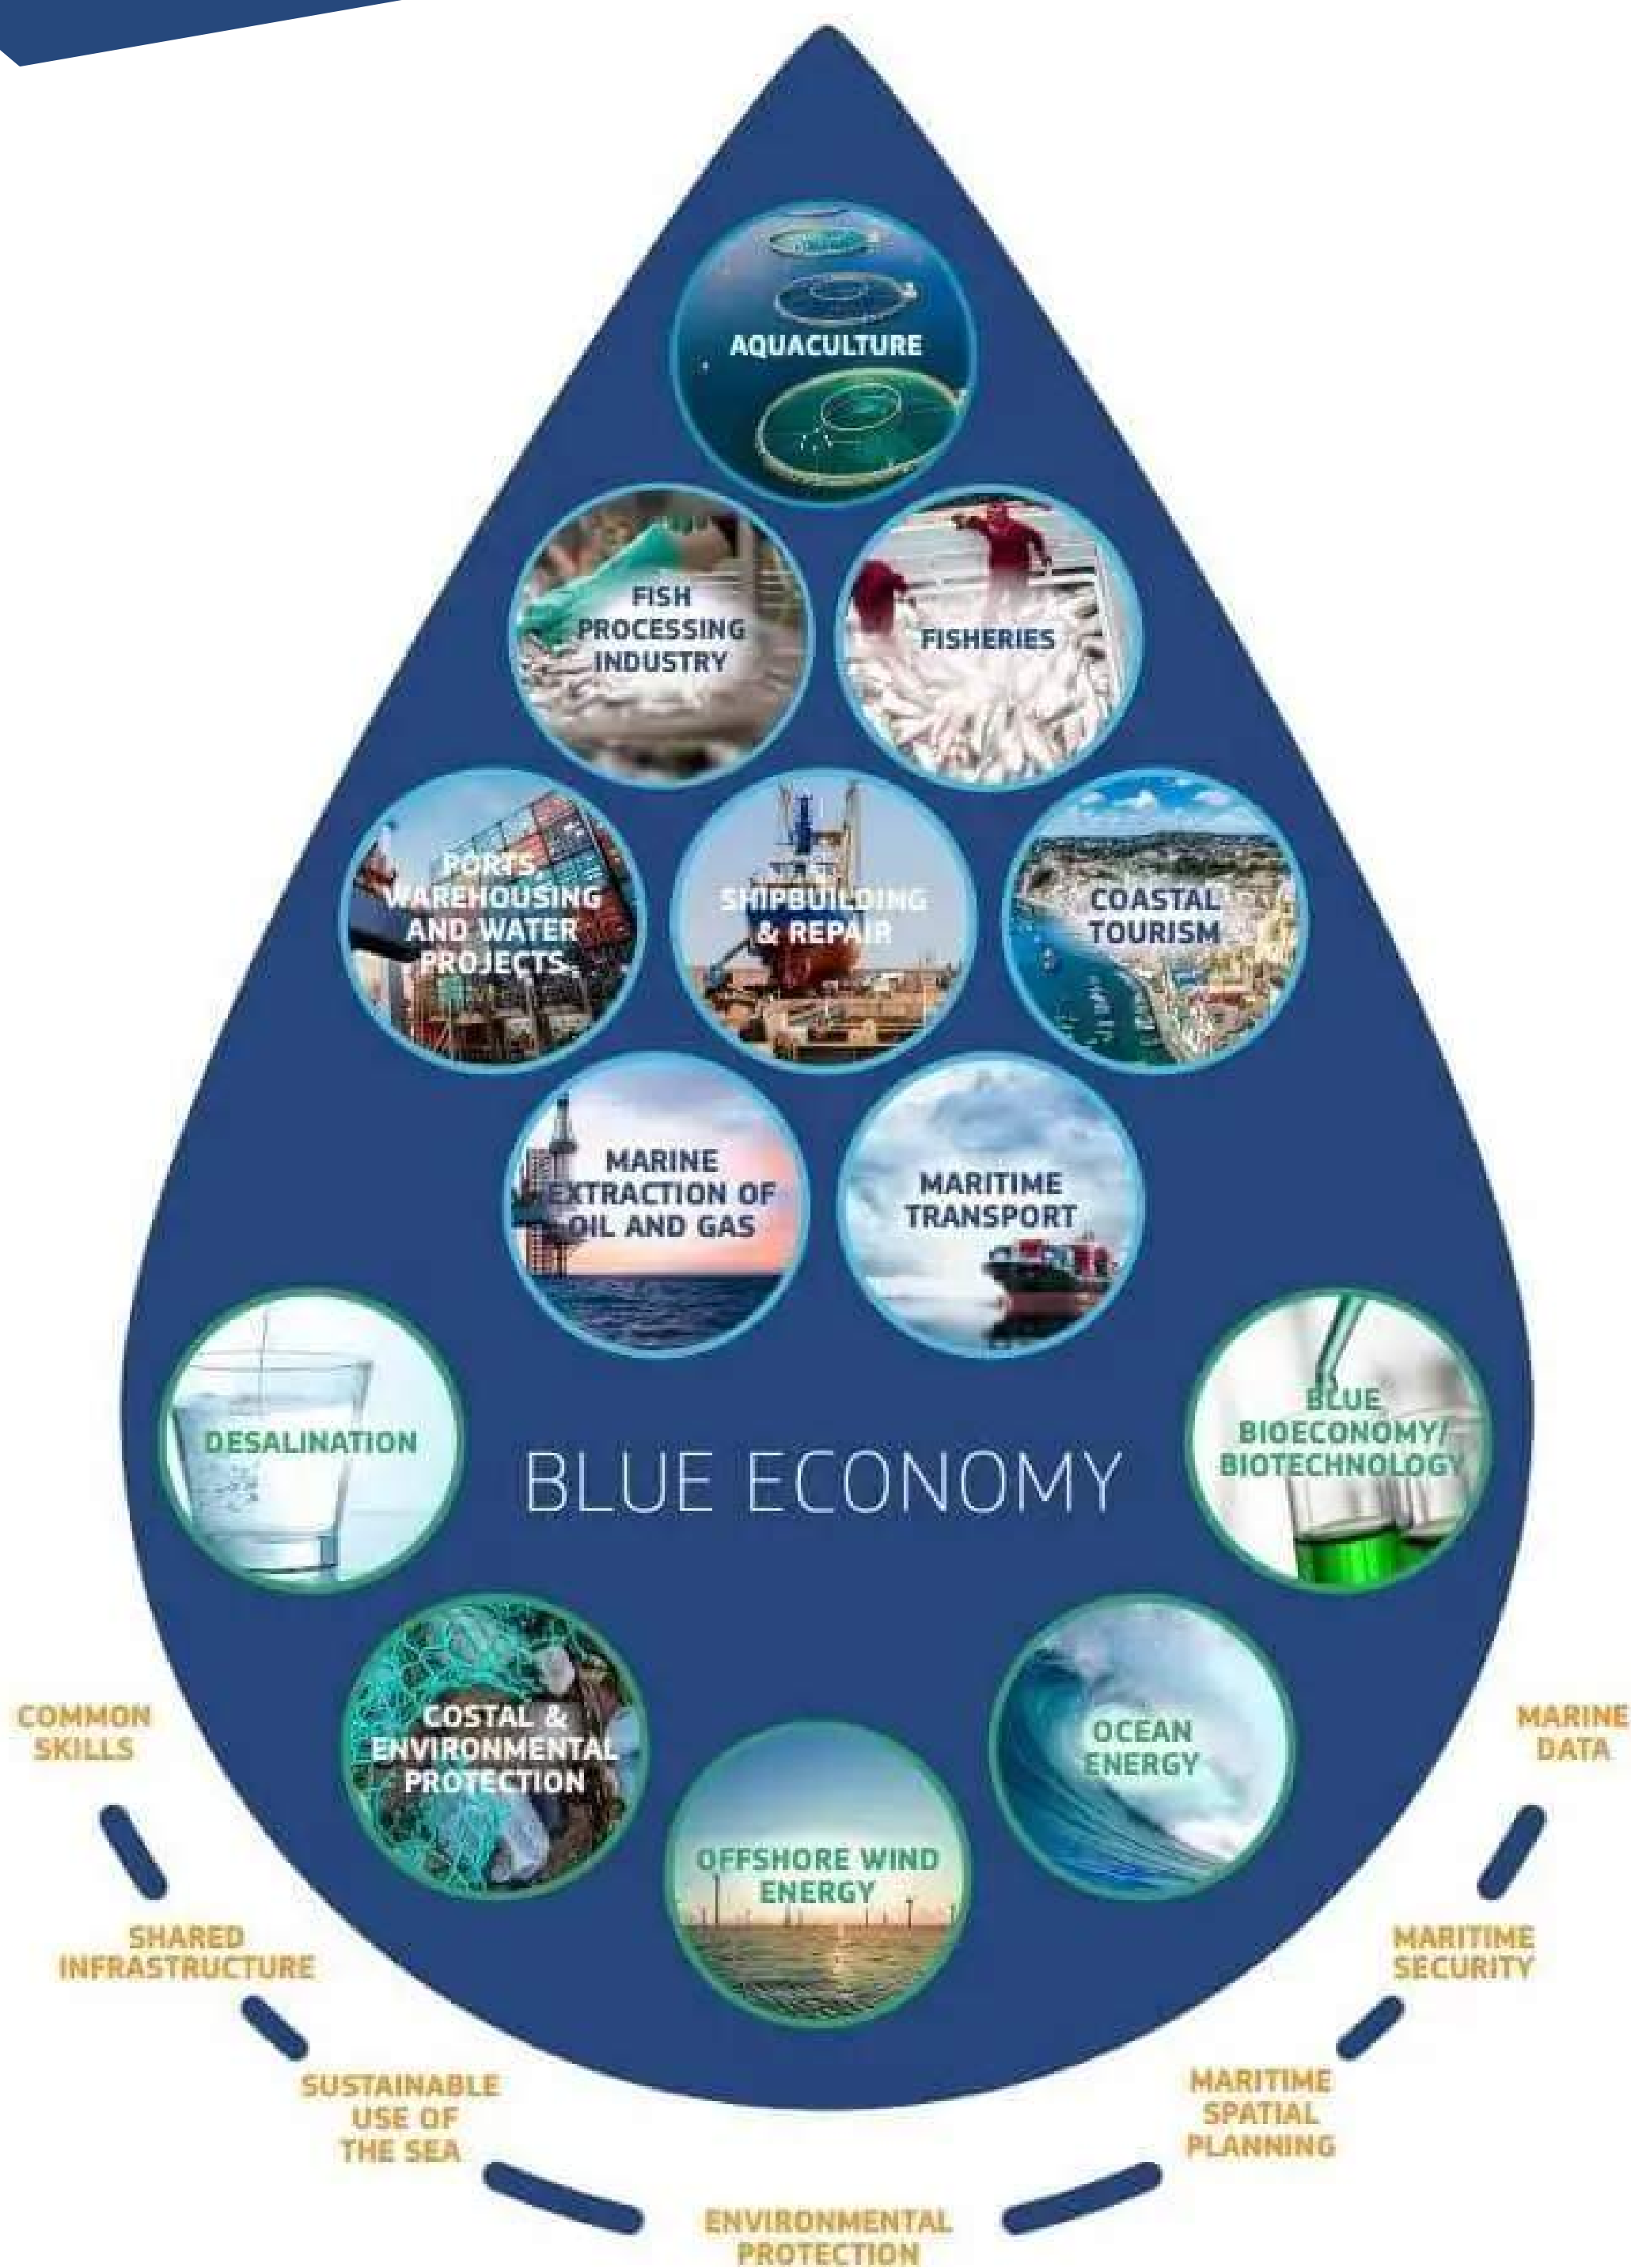 AQUACULTURE
FISH
PROCESSING
INDUSTRY
FISHERIES
PORTS,
WAREHOUSING
AND WATER
PROJECTS
SHIPBUILDING
& REPAIR
COASTAL
TOURISM
MARINE
EXTRACTION OF
OIL AND GAS
MARITIME
TRANSPORT
DESALINATION
BLUE ECONOMY
BLUE
BIOECONOMY/
BIOTECHNOLOGY
COSTAL &
ENVIRONMENTAL
PROTECTION
OFFSHORE WIND
ENERGY
OCEAN
ENERGY
COMMON
SKILLS
SHARED
INFRASTRUCTURE
SUSTAINABLE
USE OF
THE SEA
ENVIRONMENTAL
PROTECTION
MARITIME
SPATIAL
PLANNING
MARITIME
SECURITY
MARINE
DATA